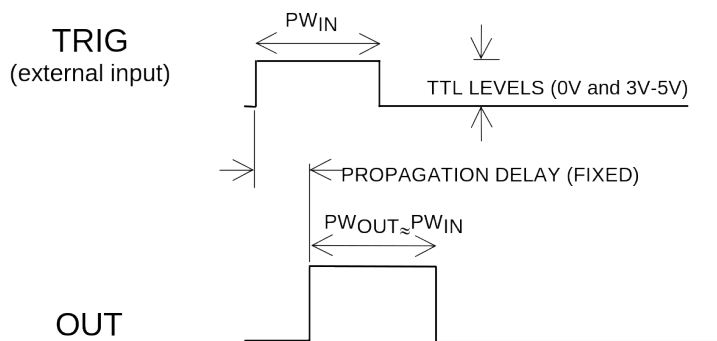 PWIN
TRIG
(external input)
TTL LEVELS (0V and 3V-5V)
PROPAGATION DELAY (FIXED)
PWOUT≈PWIN
OUT